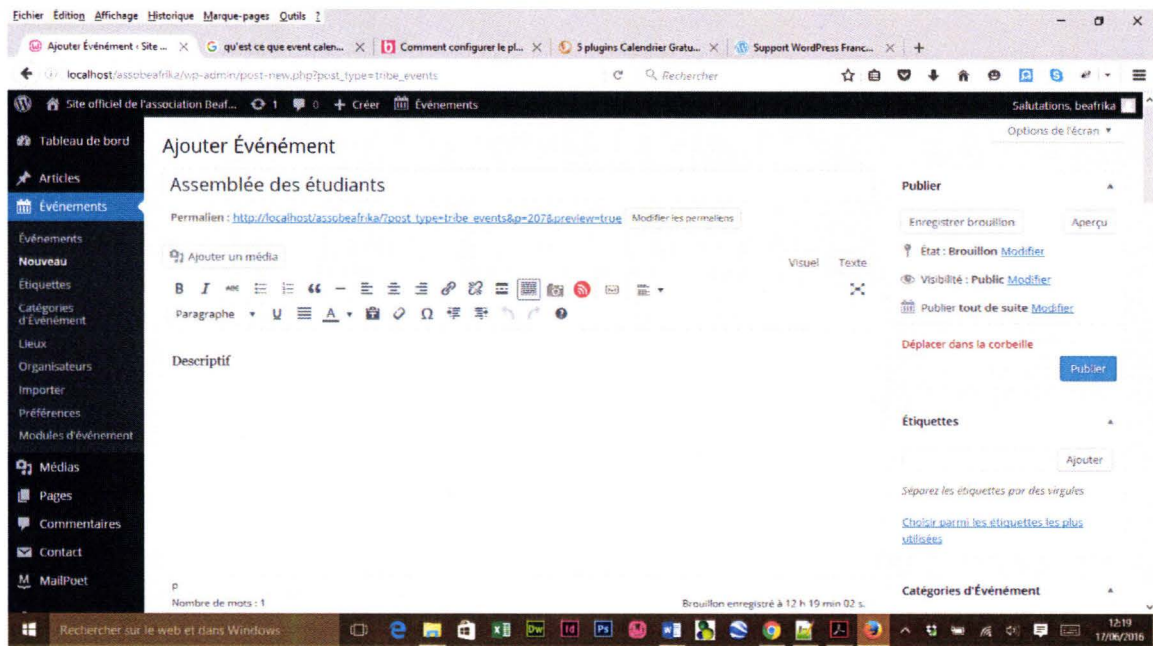 Fichier Édition Affichage Historique Marque-pages Outils ?
Ajouter Événément ‹ Site ... × qu'est ce que event calen... × Comment configurer le pl... × 5 plugins Calendrier Gratu... × Support WordPress Franc... × +
localhost/assobeafrika/wp-admin/post-new.php?post_type=tribe_events Rechercher
Site officiel de l'association Beaf... 1 0 + Créer Événements Salutations, beafrika
Options de l'écran
Tableau de bord
Articles
Événements
Événements
Nouveau
Étiquettes
Catégories
d'Événement
Lieux
Organisateurs
Importer
Préférences
Modules d'événement
Médias
Pages
Commentaires
Contact
MailPoet
Ajouter Événément
Assemblée des étudiants
Permalien : http://localhost/assobeafrika/?post_type=tribe_events&p=207&preview=true Modifier les permaliens
Ajouter un média Visuel Texte
B I ABC
Paragraphe U A Ω
Descriptif
p
Nombre de mots : 1 Brouillon enregistré à 12 h 19 min 02 s.
Publier
Enregistrer brouillon Aperçu
État : Brouillon Modifier
Visibilité : Public Modifier
Publier tout de suite Modifier
Déplacer dans la corbeille
Publier
Étiquettes
Ajouter
Séparez les étiquettes par des virgules
Choisir parmi les étiquettes les plus
utilisées
Catégories d'Événément
Rechercher sur le web et dans Windows
12:19
17/06/2016